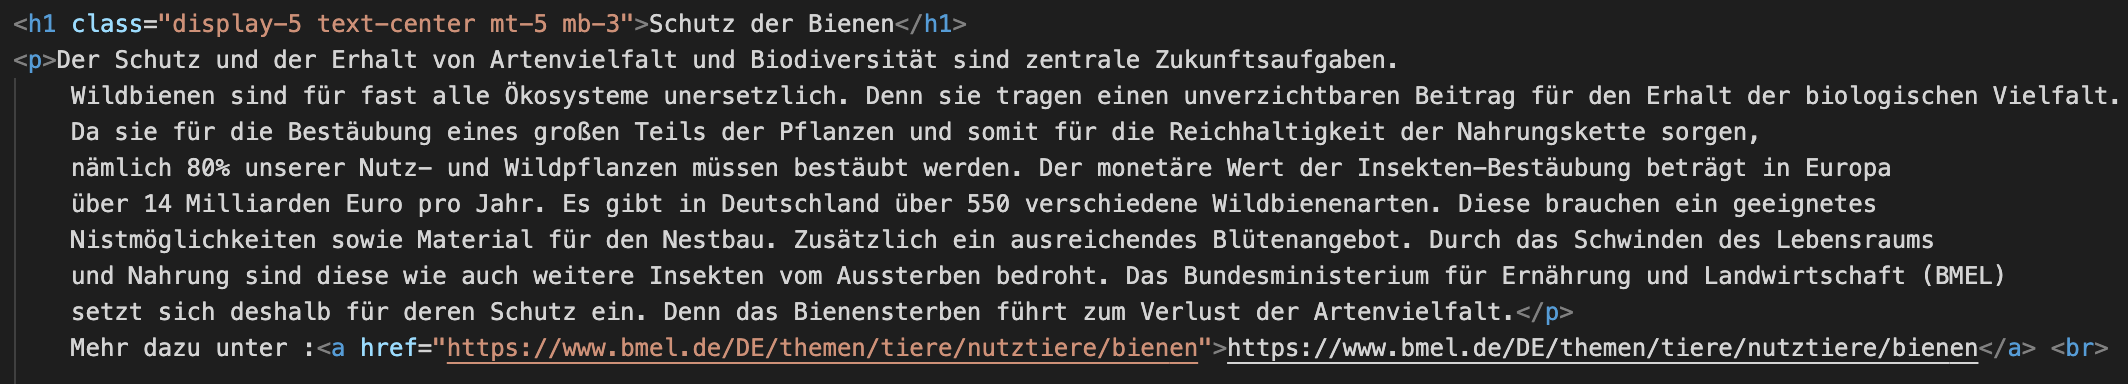 <h1 class="display-5 text-center mt-5 mb-3">Schutz der Bienen</h1>
<p>Der Schutz und der Erhalt von Artenvielfalt und Biodiversität sind zentrale Zukunftsaufgaben.
Wildbienen sind für fast alle Ökosysteme unersetzlich. Denn sie tragen einen unverzichtbaren Beitrag für den Erhalt der biologischen Vielfalt.
Da sie für die Bestäubung eines großen Teils der Pflanzen und somit für die Reichhaltigkeit der Nahrungskette sorgen,
nämlich 80% unserer Nutz- und Wildpflanzen müssen bestäubt werden. Der monetäre Wert der Insekten-Bestäubung beträgt in Europa
über 14 Milliarden Euro pro Jahr. Es gibt in Deutschland über 550 verschiedene Wildbienenarten. Diese brauchen ein geeignetes
Nistmöglichkeiten sowie Material für den Nestbau. Zusätzlich ein ausreichendes Blütenangebot. Durch das Schwinden des Lebensraums
und Nahrung sind diese wie auch weitere Insekten vom Aussterben bedroht. Das Bundesministerium für Ernährung und Landwirtschaft (BMEL)
setzt sich deshalb für deren Schutz ein. Denn das Bienensterben führt zum Verlust der Artenvielfalt.</p>
Mehr dazu unter :<a href="https://www.bmel.de/DE/themen/tiere/nutztiere/bienen">https://www.bmel.de/DE/themen/tiere/nutztiere/bienen</a> <br>